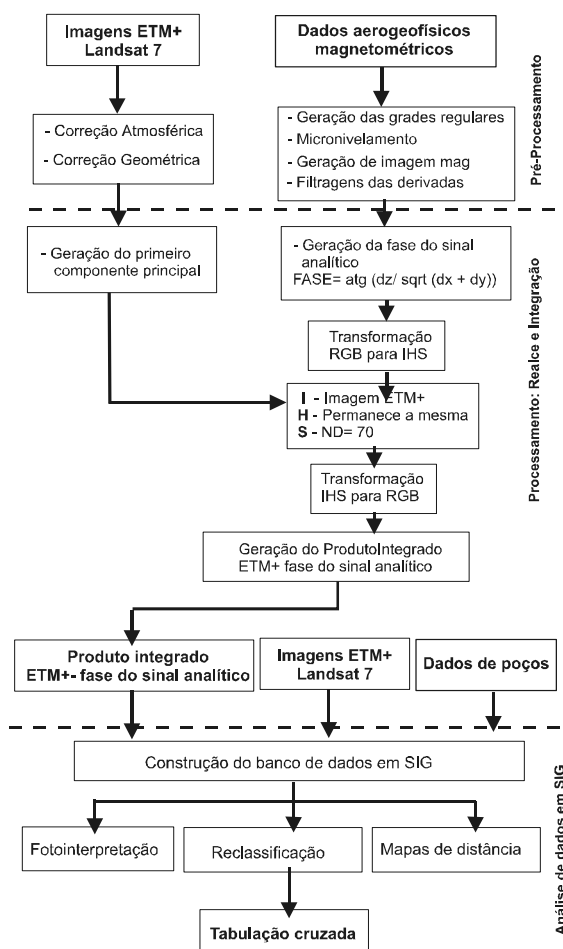 Imagens ETM+
Landsat 7
Dados aerogeofísicos
magnetométricos
- Correção Atmosférica
- Correção Geométrica
- Geração das grades regulares
- Micronivelamento
- Geração de imagem mag
- Filtragens das derivadas
Pré-Processamento
- Geração do primeiro
componente principal
- Geração da fase do sinal
analítico
FASE= atg (dz/ sqrt (dx + dy))
Transformação
RGB para IHS
I - Imagem ETM+
H - Permanece a mesma
S - ND= 70
Transformação
IHS para RGB
Geração do ProdutoIntegrado
ETM+ fase do sinal analítico
Processamento: Realce e Integração
Produto integrado
ETM+- fase do sinal analítico
Imagens ETM+
Landsat 7
Dados de poços
Construção do banco de dados em SIG
Fotointerpretação
Reclassificação
Mapas de distância
Tabulação cruzada
Análise de dados em SIG